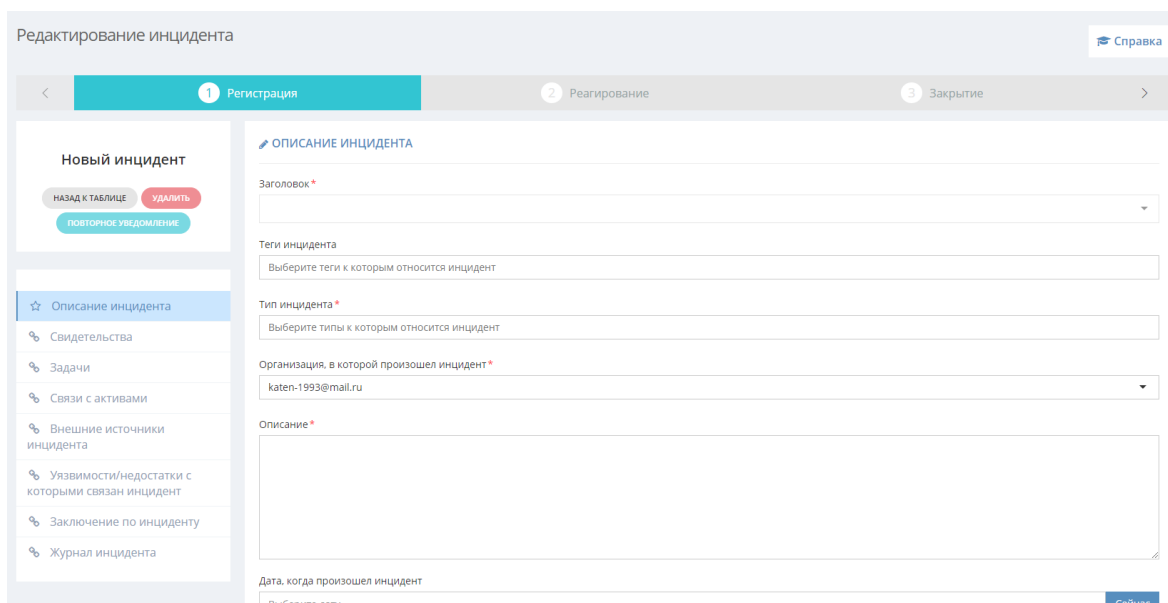 Редактирование инцидента
Справка
1 Регистрация
2 Реагирование
3 Закрытие
Новый инцидент
НАЗАД К ТАБЛИЦЕ
УДАЛИТЬ
ПОВТОРНОЕ УВЕДОМЛЕНИЕ
Описание инцидента
Свидетельства
Задачи
Связи с активами
Внешние источники
инцидента
Уязвимости/недостатки с
которыми связан инцидент
Заключение по инциденту
Журнал инцидента
ОПИСАНИЕ ИНЦИДЕНТА
Заголовок *
Теги инцидента
Выберите теги к которым относится инцидент
Тип инцидента *
Выберите типы к которым относится инцидент
Организация, в которой произошел инцидент *
katen-1993@mail.ru
Описание *
Дата, когда произошел инцидент
Выберите дату
Сейчас